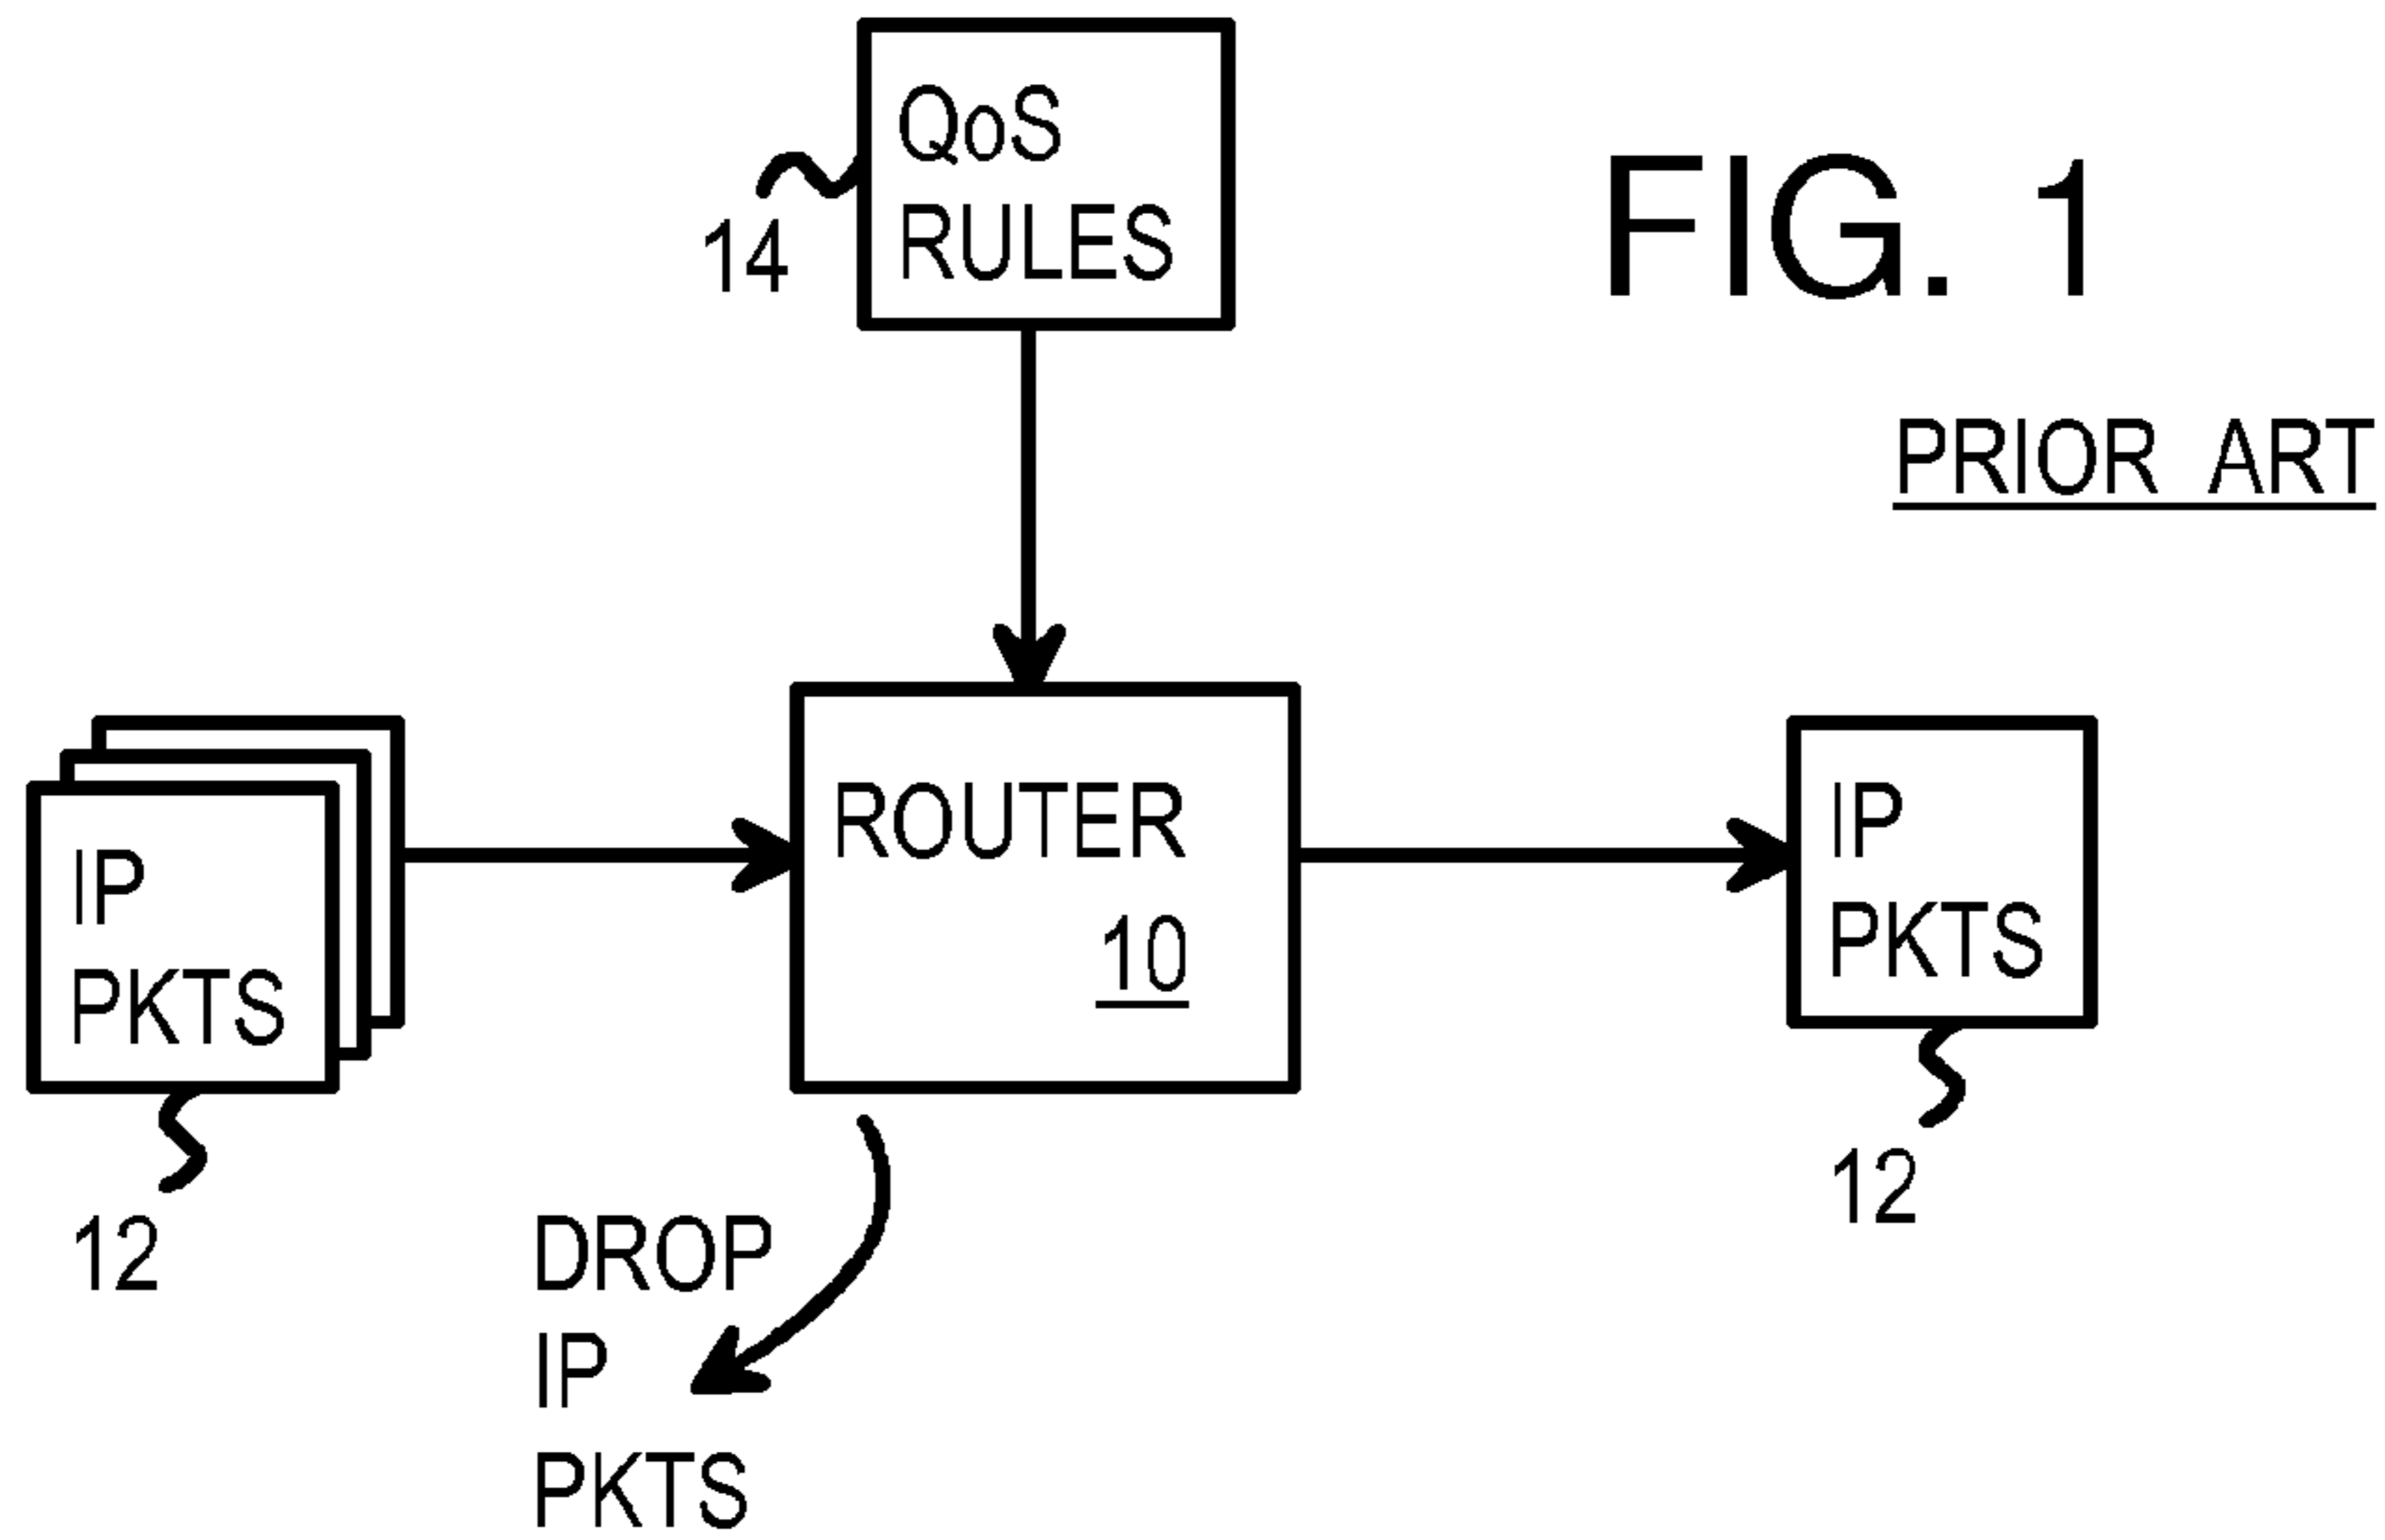 QoS
RULES
14
FIG. 1
PRIOR ART
IP
PKTS
12
ROUTER
10
IP
PKTS
12
DROP
IP
PKTS